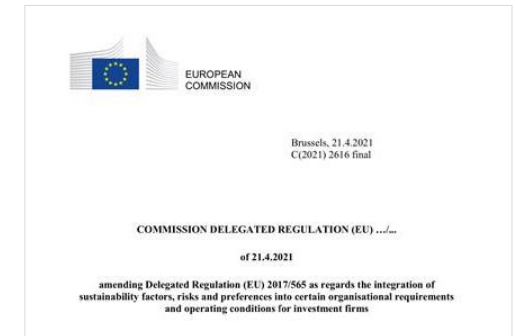 EUROPEAN
COMMISSION
Brussels, 21.4.2021
C(2021) 2616 final
COMMISSION DELEGATED REGULATION (EU) …/...
of 21.4.2021
amending Delegated Regulation (EU) 2017/565 as regards the integration of
sustainability factors, risks and preferences into certain organisational requirements
and operating conditions for investment firms